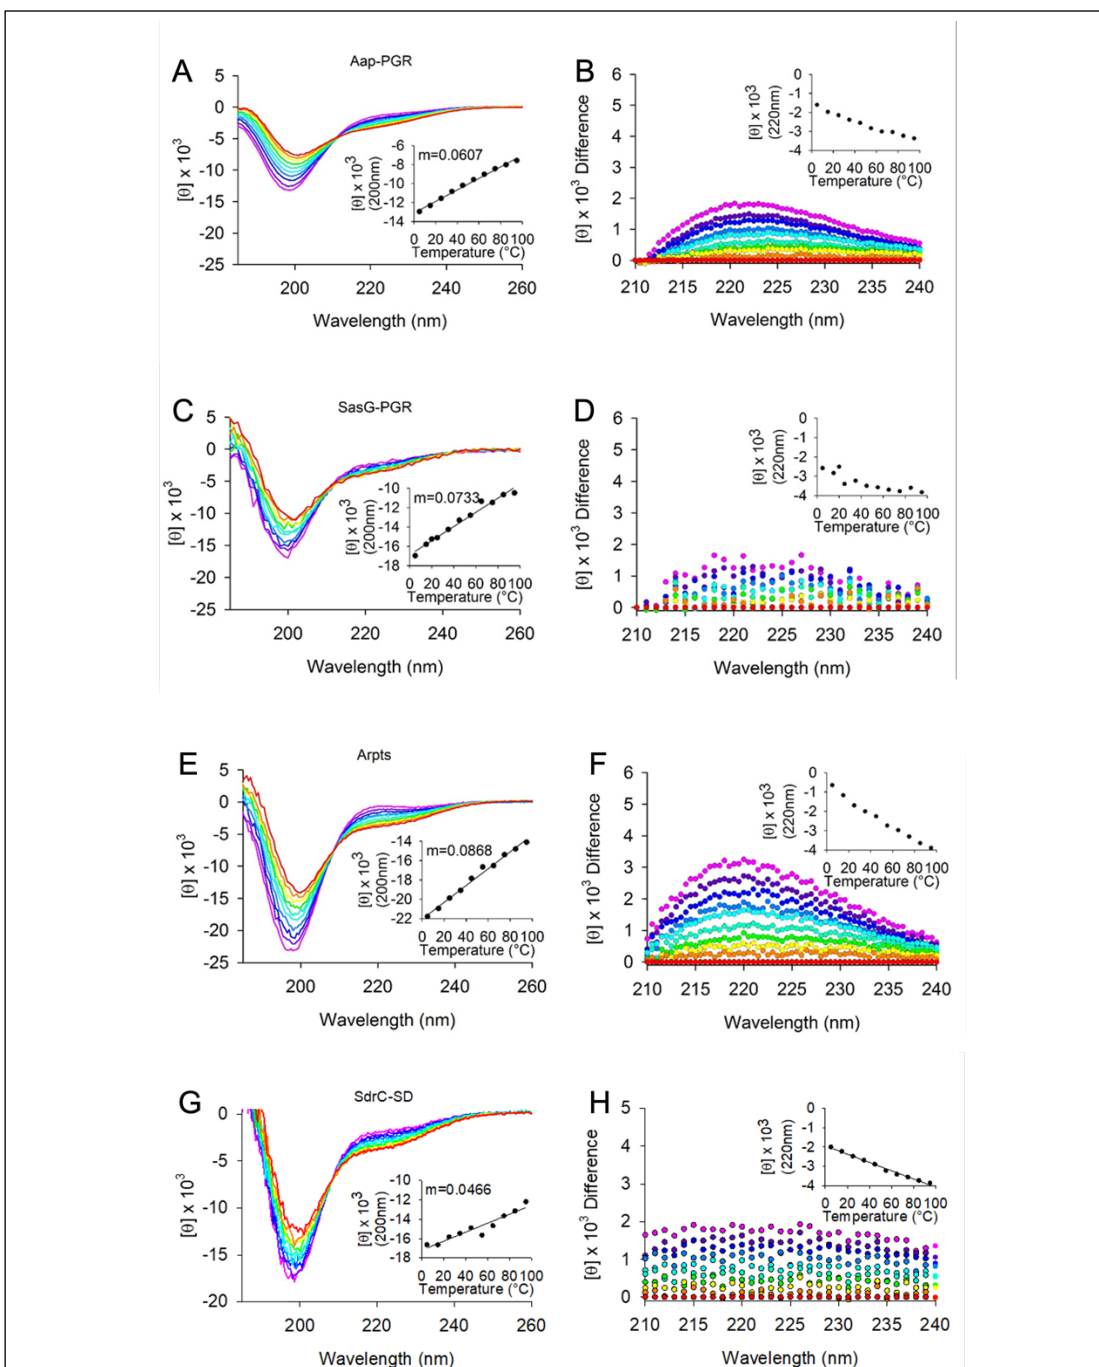 A
Aap-PGR
5
0
-5
-10
-15
-20
-25
[θ] x 10³
200
220
240
260
Wavelength (nm)
m=0.0607
-6
-8
-10
-12
-14
[θ] x 10³
(200nm)
0 20 40 60 80 100
Temperature (°C)
B
6
5
4
3
2
1
0
[θ] x 10³ Difference
210 215 220 225 230 235 240
Wavelength (nm)
0
-1
-2
-3
-4
[θ] x 10³
(220nm)
0 20 40 60 80 100
Temperature (°C)
C
SasG-PGR
5
0
-5
-10
-15
-20
-25
[θ] x 10³
200
220
240
260
Wavelength (nm)
m=0.0733
-10
-12
-14
-16
-18
[θ] x 10³
(200nm)
0 20 40 60 80 100
Temperature (°C)
D
6
5
4
3
2
1
0
[θ] x 10³ Difference
210 215 220 225 230 235 240
Wavelength (nm)
0
-1
-2
-3
-4
[θ] x 10³
(220nm)
0 20 40 60 80 100
Temperature (°C)
E
Arpts
5
0
-5
-10
-15
-20
-25
[θ] x 10³
200
220
240
260
Wavelength (nm)
m=0.0868
-14
-16
-18
-20
-22
[θ] x 10³
(200nm)
0 20 40 60 80 100
Temperature (°C)
F
6
5
4
3
2
1
0
[θ] x 10³ Difference
210 215 220 225 230 235 240
Wavelength (nm)
0
-1
-2
-3
-4
[θ] x 10³
(220nm)
0 20 40 60 80 100
Temperature (°C)
G
SdrC-SD
0
-5
-10
-15
-20
[θ] x 10³
200
220
240
260
Wavelength (nm)
m=0.0466
-10
-12
-14
-16
-18
[θ] x 10³
(200nm)
0 20 40 60 80 100
Temperature (°C)
H
5
4
3
2
1
0
[θ] x 10³ Difference
210 215 220 225 230 235 240
Wavelength (nm)
0
-1
-2
-3
-4
[θ] x 10³
(220nm)
0 20 40 60 80 100
Temperature (°C)